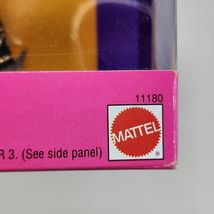 11180
MATTEL
R 3. (See side panel)